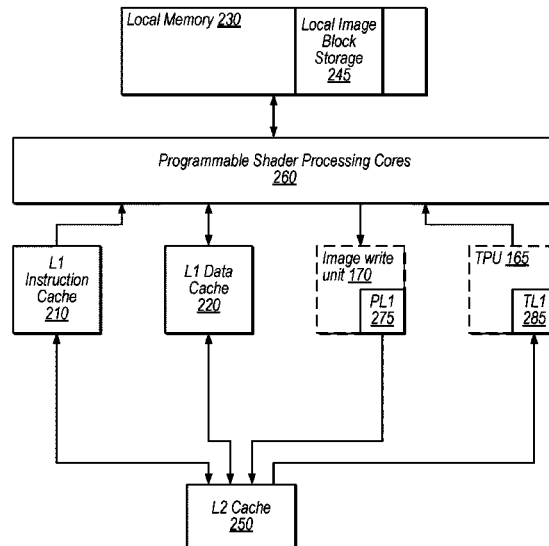 Local Memory 230
Local Image
Block
Storage
245
Programmable Shader Processing Cores
260
L1
Instruction
Cache
210
L1 Data
Cache
220
Image write
unit 170
PL1
275
TPU 165
TL1
285
L2 Cache
250